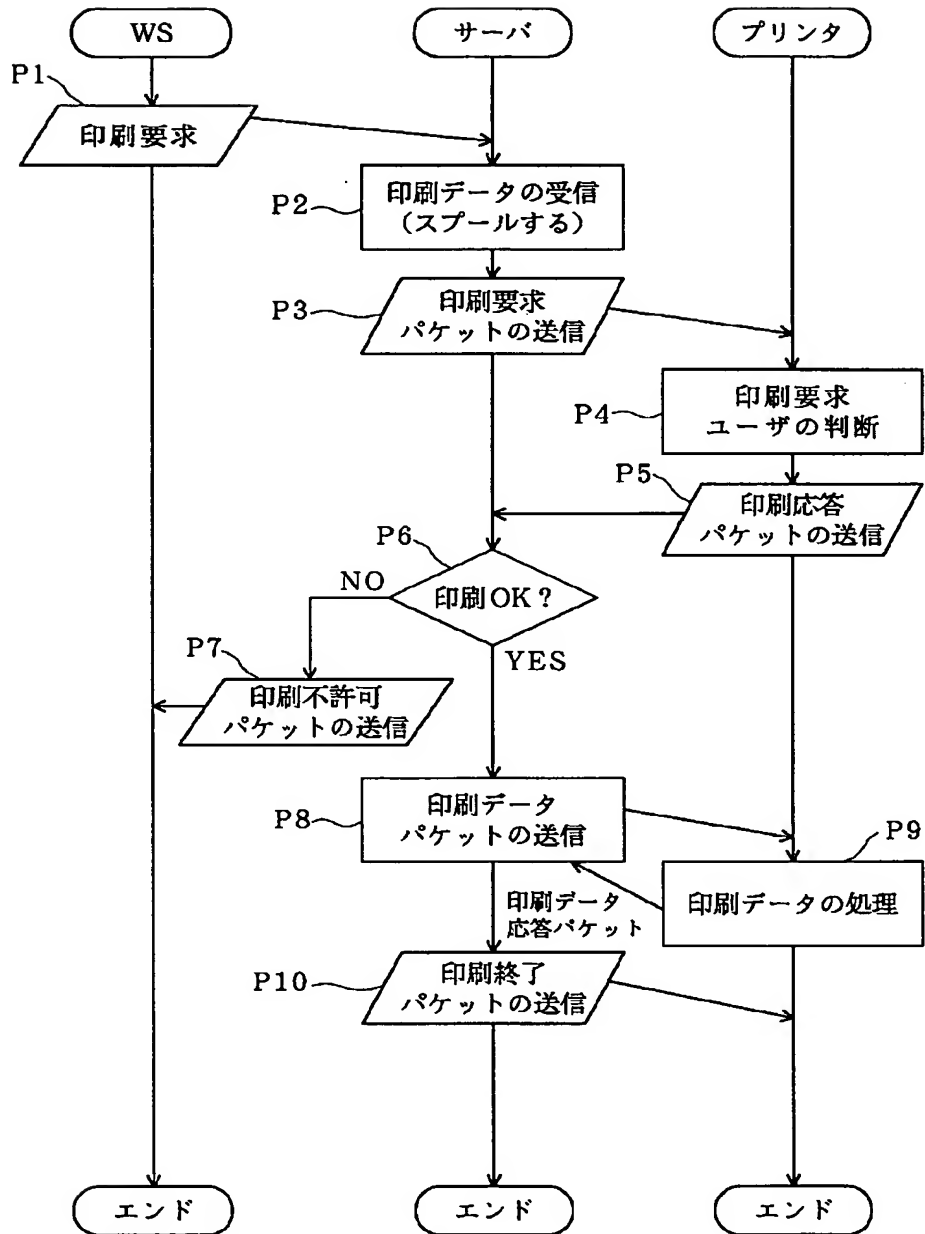 WS
サーバ
プリンタ
P1
印刷要求
P2
印刷データの受信
（スプールする）
P3
印刷要求
パケットの送信
P4
印刷要求
ユーザの判断
P5
印刷応答
パケットの送信
P6
印刷OK？
NO
YES
P7
印刷不許可
パケットの送信
P8
印刷データ
パケットの送信
P9
印刷データの処理
印刷データ
応答パケット
P10
印刷終了
パケットの送信
エンド
エンド
エンド